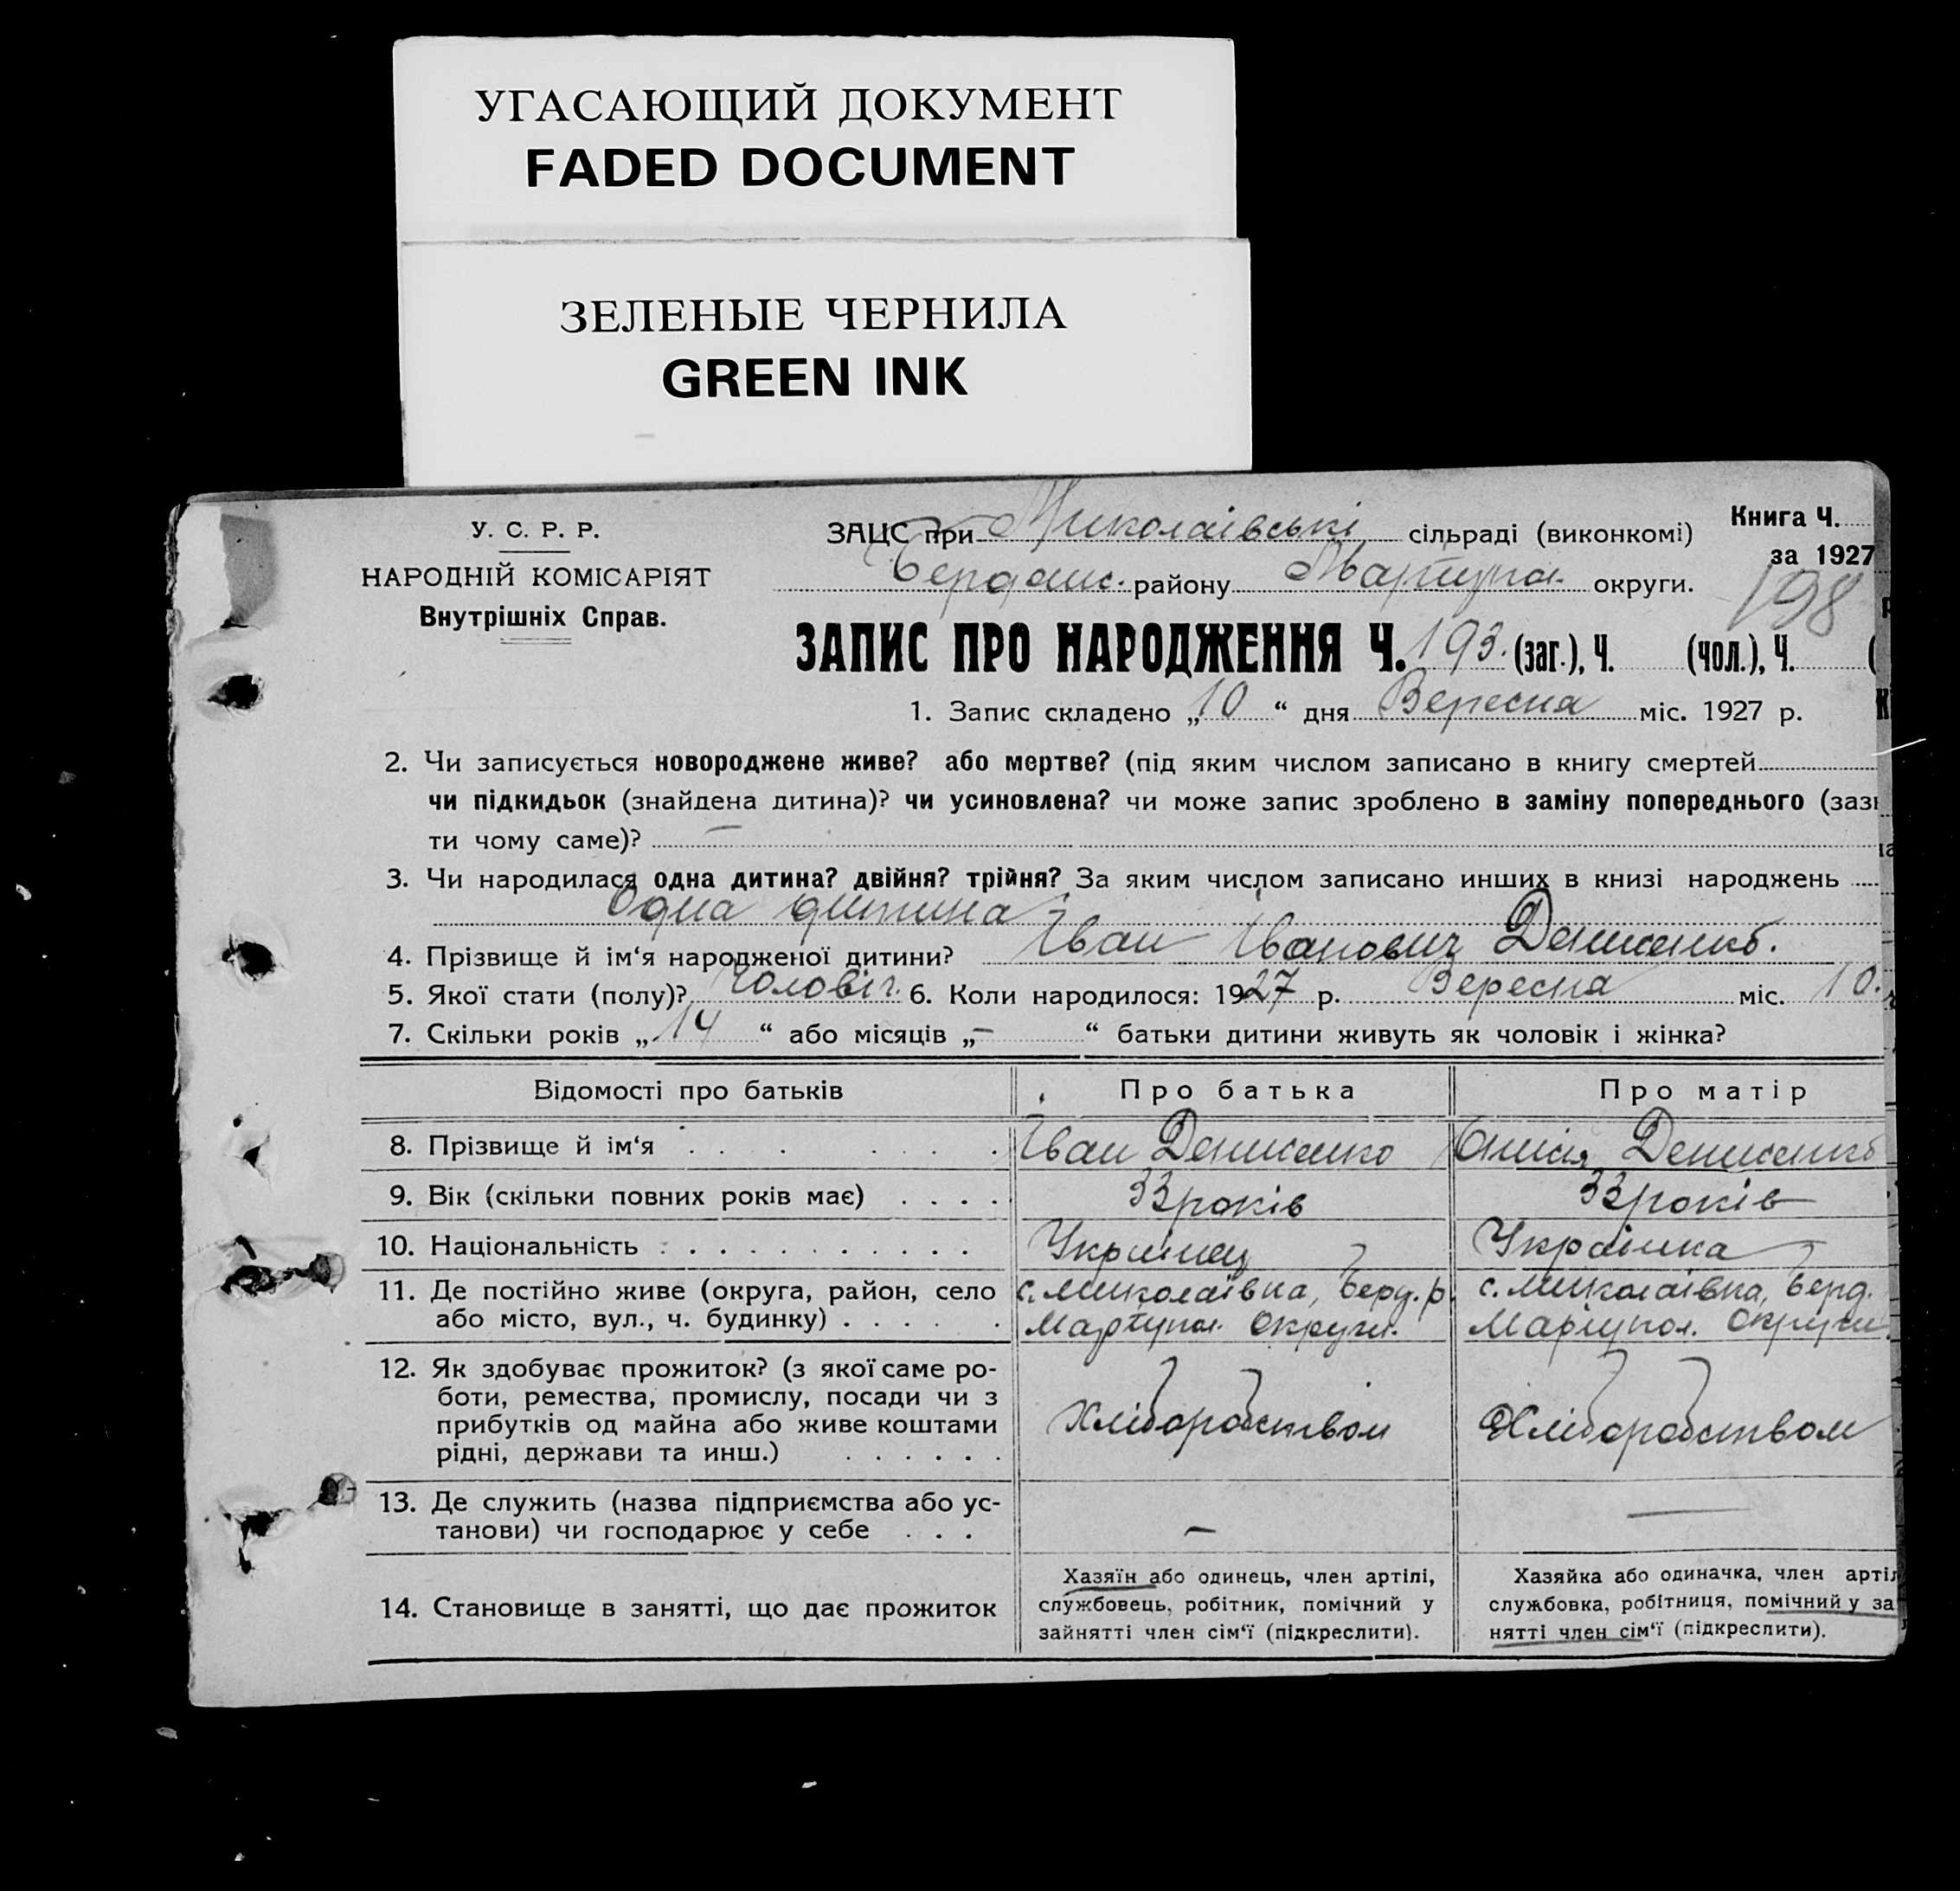 УГАСАЮЩИЙ ДОКУМЕНТ
FADED DOCUMENT
ЗЕЛЕНЫЕ ЧЕРНИЛА
GREEN INK
У. С. Р. Р.
НАРОДНІЙ КОМІСАРІЯТ
Внутрішніх Справ.
ЗАЦС при Миколаівські сільраді (виконкомі)
Бердянс. району Маріупол. округи.
Книга Ч.
за 1927
198
ЗАПИС ПРО НАРОДЖЕННЯ Ч. 193. (заг.), Ч. (чол.), Ч. (
1. Запис складено „ 10 “ дня Вересня міс. 1927 р.
2. Чи записується новороджене живе? або мертве? (під яким числом записано в книгу смертей
чи підкидьок (знайдена дитина)? чи усиновлена? чи може запис зроблено в заміну попереднього (заз
ти чому саме)? —
3. Чи народилася одна дитина? двійня? трійня? За яким числом записано инших в книзі народжень
Одна дитина
4. Прізвище й ім‘я народженої дитини? Іван Іванович Денисенко.
5. Якої стати (полу)? Чоловіч. 6. Коли народилося: 1927 р. Вересня міс. 10.
7. Скільки років „ 14 “ або місяців „ — “ батьки дитини живуть як чоловік і жінка?
Відомості про батьків Про батька Про матір
8. Прізвище й ім‘я Іван Денисенко Денисенко
9. Вік (скільки повних років має) 33 років 33 років
10. Національність Украінец Украінка
11. Де постійно живе (округа, район, село с. Миколаівка, Берд. р. с. Миколаівка, Берд.
або місто, вул., ч. будинку) Маріупол. Округи. Маріупол. Округи
12. Як здобуває прожиток? (з якої саме ро-
боти, ремества, промислу, посади чи з
прибутків од майна або живе коштами
рідні, держави та инш.)
Хліборобством Хліборобством
13. Де служить (назва підприємства або ус-
танови) чи господарює у себе — —
14. Становище в занятті, що дає прожиток
Хазяїн або одинець, член артілі,
службовець, робітник, помічний у
зайнятті член сім‘ї (підкреслити).
Хазяйка або одиначка, член артіл
службовка, робітниця, помічний у за
нятті член сім‘ї (підкреслити).